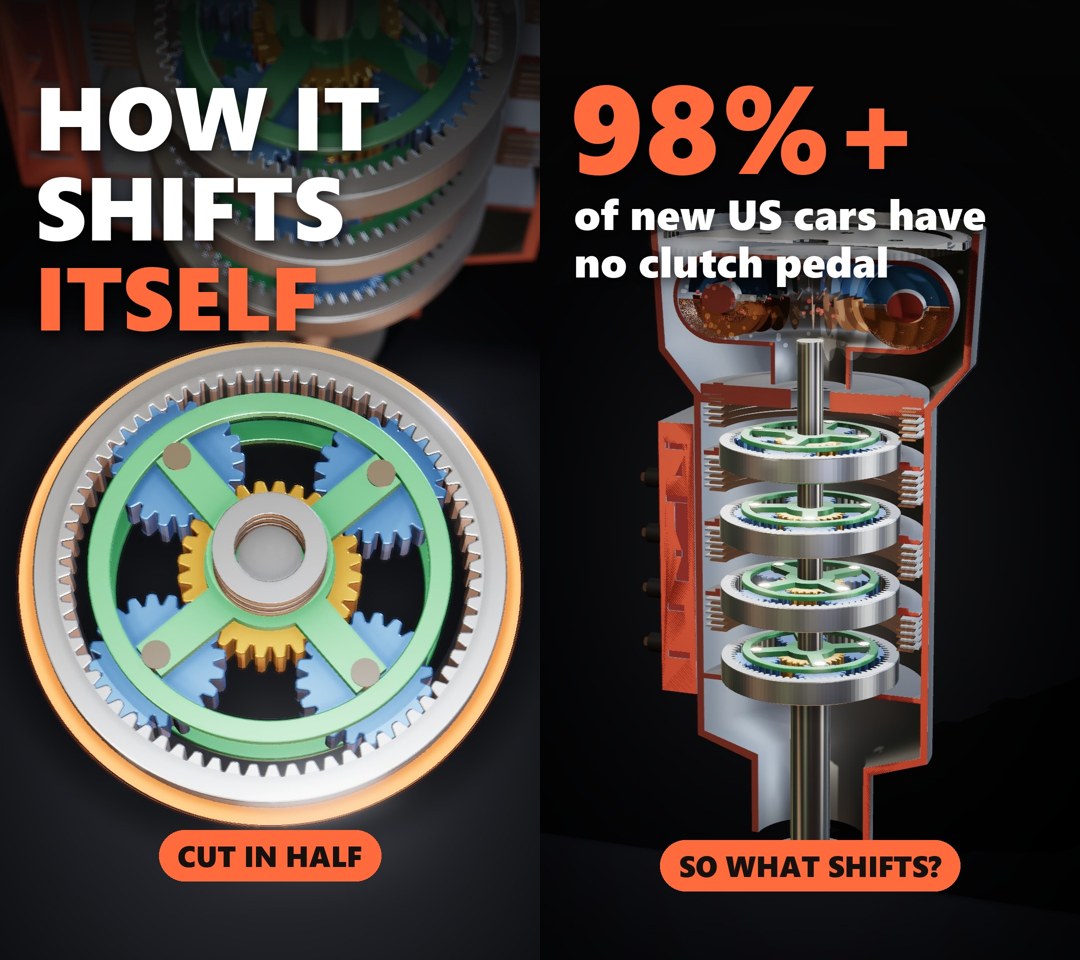 HOW IT
SHIFTS
ITSELF
CUT IN HALF
98%+
of new US cars have
no clutch pedal
SO WHAT SHIFTS?